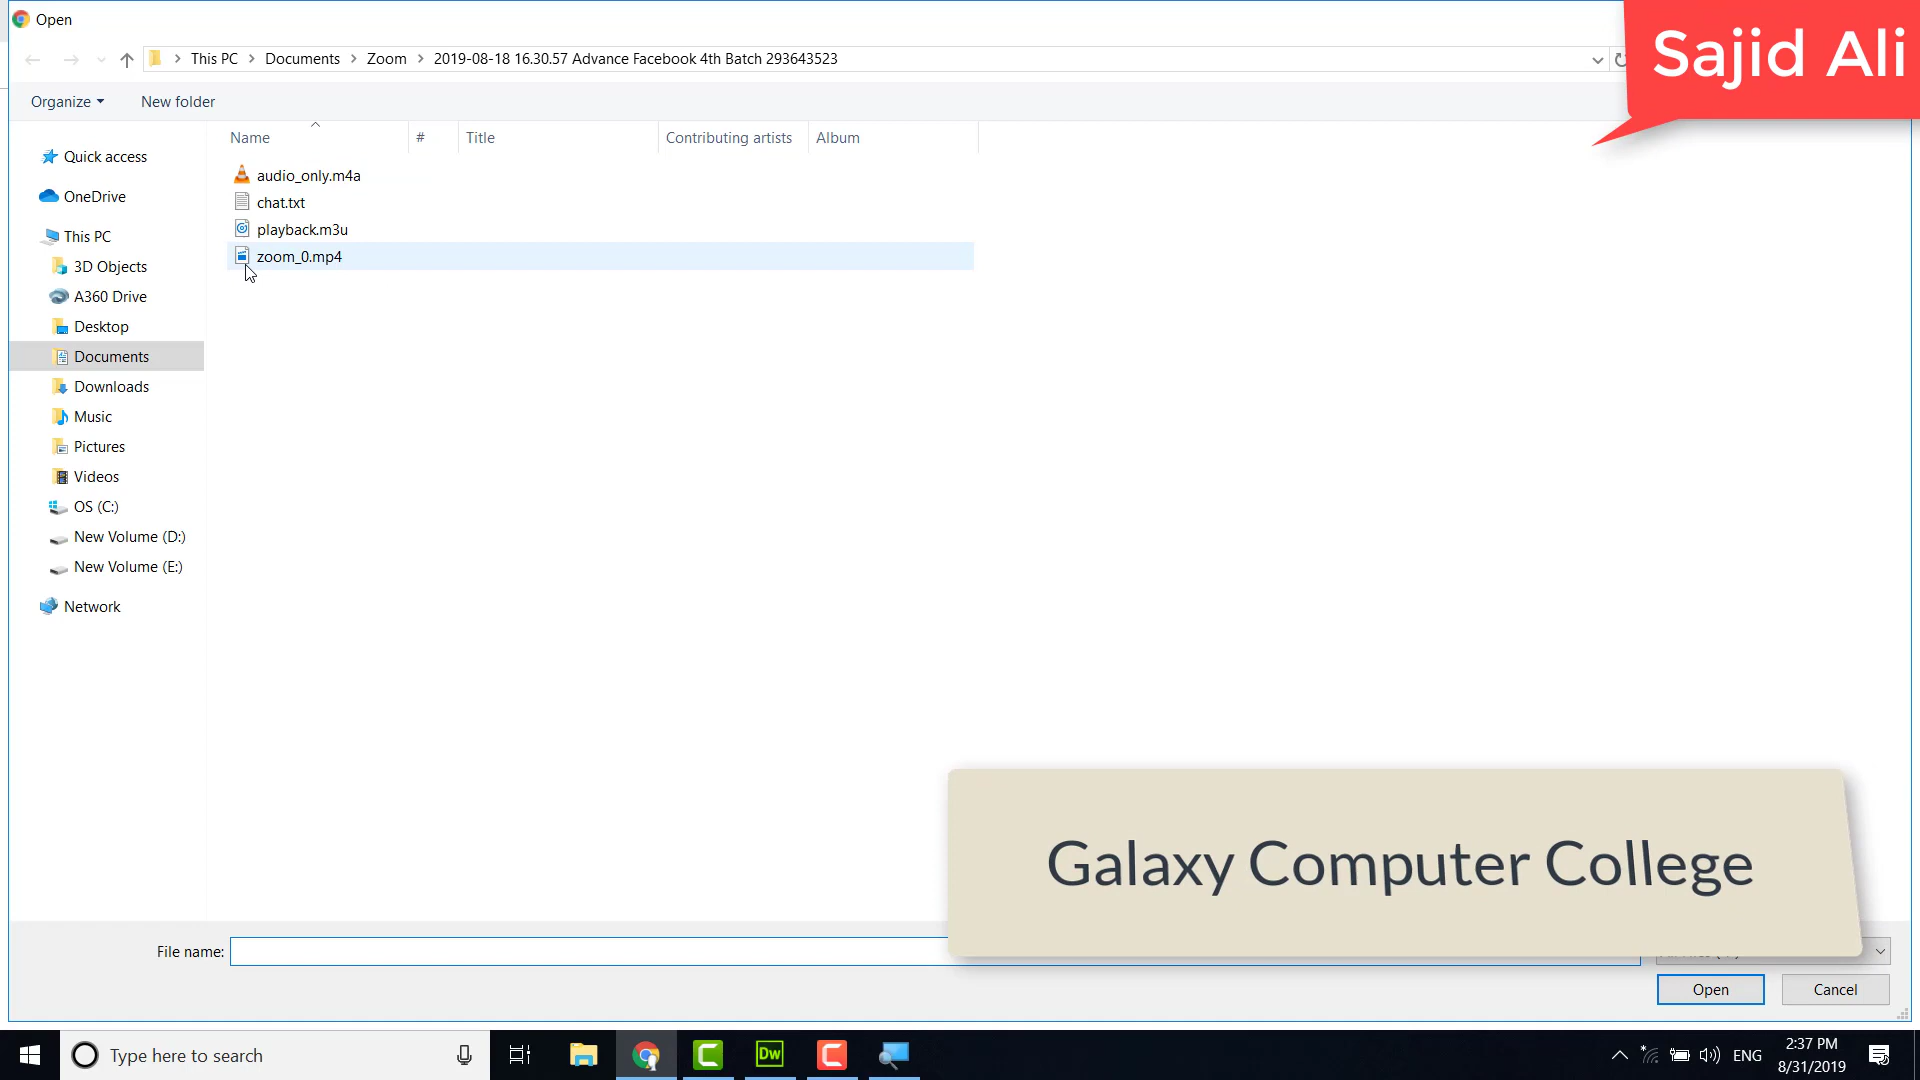 Open
Sajid Ali
This PC > Documents > Zoom > 2019-08-18 16.30.57 Advance Facebook 4th Batch 293643523
Organize
New folder
Name
#
Title
Contributing artists
Album
Quick access
OneDrive
This PC
3D Objects
A360 Drive
Desktop
Documents
Downloads
Music
Pictures
Videos
OS (C:)
New Volume (D:)
New Volume (E:)
Network
audio_only.m4a
chat.txt
playback.m3u
zoom_0.mp4
Galaxy Computer College
File name:
Open
Cancel
Type here to search
Dw
ENG
2:37 PM
8/31/2019